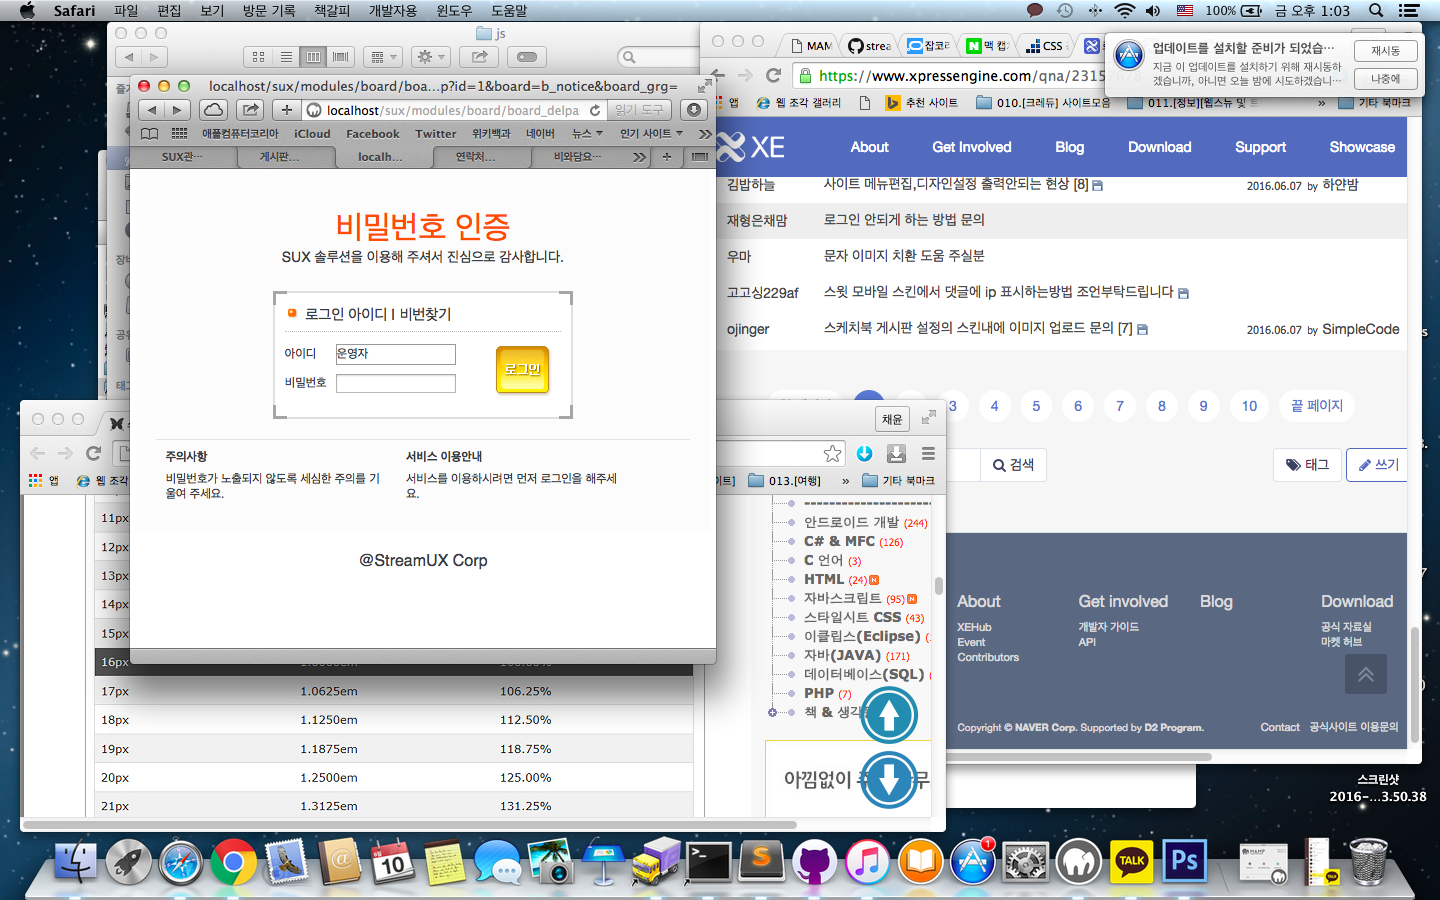 Safari 파일 편집 보기 방문 기록 책갈피 개발자용 윈도우 도움말
100% 금 오후 1:03
js
localhost/sux/modules/board/boa...p?id=1&board=b_notice&board_grg=
localhost/sux/modules/board/board_delpa
읽기 도구
애플컴퓨터코리아 iCloud Facebook Twitter 위키백과 네이버 뉴스 인기 사이트
SUX관… 게시판… localh… 연락처… 비와담요…
비밀번호 인증
SUX 솔루션을 이용해 주셔서 진심으로 감사합니다.
로그인 아이디 | 비번찾기
아이디 운영자
비밀번호
로그인
주의사항
비밀번호가 노출되지 않도록 세심한 주의를 기
울여 주세요.
서비스 이용안내
서비스를 이용하시려면 먼저 로그인을 해주세
요.
@StreamUX Corp
MAM strea 잡코리 맥 캡 CSS
업데이트를 설치할 준비가 되었습…
지금 이 업데이트를 설치하기 위해 재시동하
겠습니까, 아니면 오늘 밤에 시도하겠습니…
재시동
나중에
https://www.xpressengine.com/qna/2315
앱 웹 조각 갤러리 추천 사이트 010.[크레듀] 사이트모음 011.[정보][웹스뉴 및 기타 북마크
XE About Get Involved Blog Download Support Showcase
김밥하늘 사이트 메뉴편집,디자인설정 출력안되는 현상 [8] 2016.06.07 by 하얀밤
재형은채맘 로그인 안되게 하는 방법 문의
우마 문자 이미지 치환 도움 주실분
고고싱229af 스윗 모바일 스킨에서 댓글에 ip 표시하는방법 조언부탁드립니다
ojinger 스케치북 게시판 설정의 스킨내에 이미지 업로드 문의 [7] 2016.06.07 by SimpleCode
3 4 5 6 7 8 9 10 끝 페이지
검색 태그 쓰기
About
XEHub
Event
Contributors
Get involved
개발자 가이드
API
Blog
Download
공식 자료실
마켓 허브
Copyright © NAVER Corp. Supported by D2 Program.
Contact 공식사이트 이용문의
채윤
앱 웹 조각
013.[여행] 기타 북마크
11px
12px
13px
14px
15px
16px
17px 1.0625em 106.25%
18px 1.1250em 112.50%
19px 1.1875em 118.75%
20px 1.2500em 125.00%
21px 1.3125em 131.25%
안드로이드 개발 (244)
C# & MFC (126)
C 언어 (3)
HTML (24)
자바스크립트 (95)
스타일시트 CSS (43)
이클립스(Eclipse)
자바(JAVA) (171)
데이터베이스(SQL)
PHP (7)
책 & 생각
아낌없이
스크린샷
2016-...3.50.38
10
1
TALK
Ps